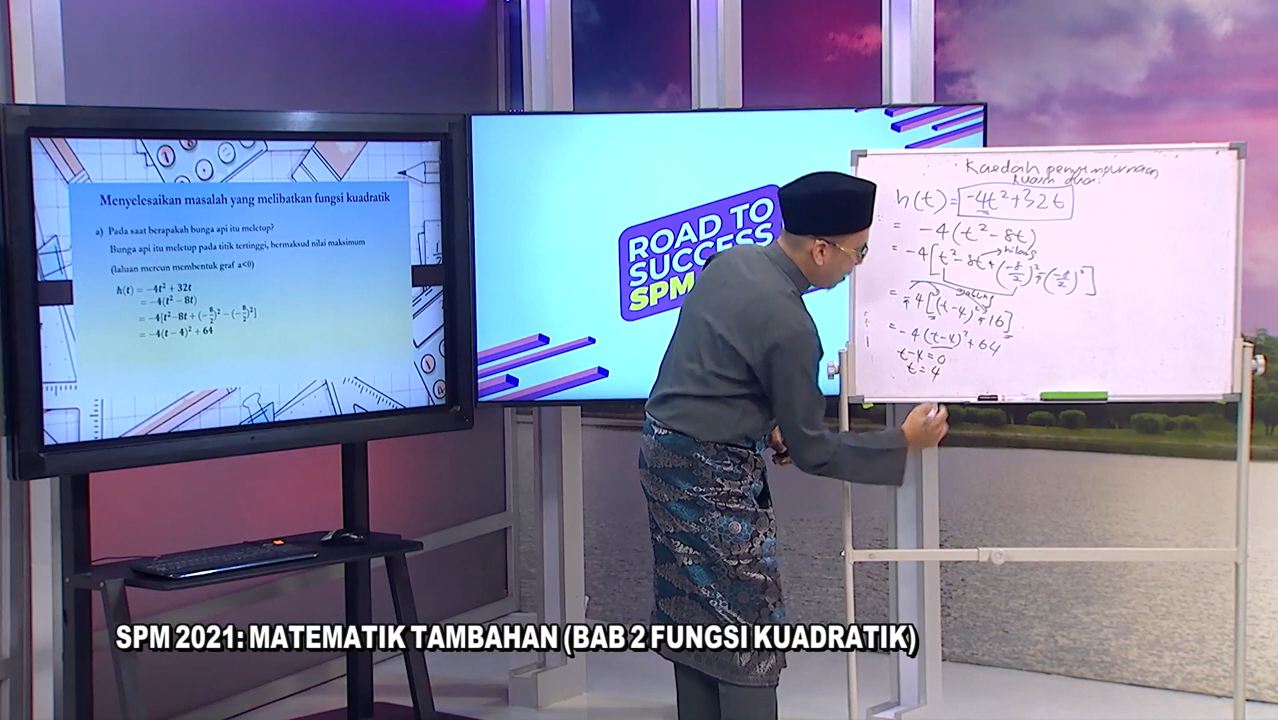 Menyelesaikan masalah yang melibatkan fungsi kuadratik
a) Pada saat berapakah bunga api itu meletup?
Bunga api itu meletup pada titik tertinggi, bermaksud nilai maksimum
(laluan mercun membentuk graf a<0)
h(t) = −4t² + 32t
= −4(t² − 8t)
= −4[t² − 8t + (−8/2)² − (−8/2)²]
= −4(t − 4)² + 64
ROAD TO
SUCCESS
SPM
Kaedah penyempurnaan
kuasa dua:
h(t) = -4t² + 32t
= -4(t² - 8t)
= -4[t² - 8t + (-8/2)² - (-8/2)²]
hilang
= -4[(t-4)² - 16]
= -4(t-4)² + 64
t-4=0
t=4
SPM 2021: MATEMATIK TAMBAHAN (BAB 2 FUNGSI KUADRATIK)